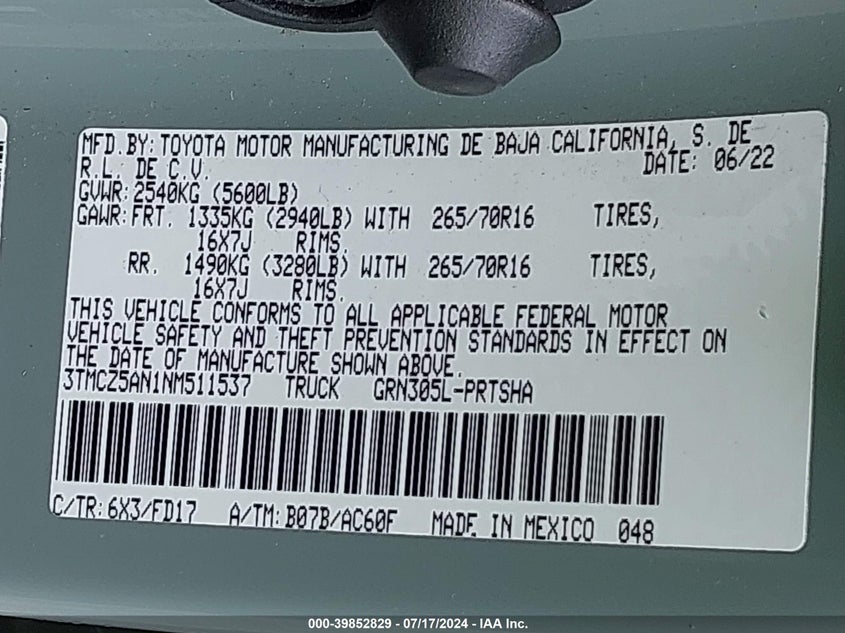 MFD. BY: TOYOTA MOTOR MANUFACTURING DE BAJA CALIFORNIA, S. DE
R.L. DE C.V. DATE: 06/22
GVWR: 2540KG (5600LB)
GAWR: FRT. 1335KG (2940LB) WITH 265/70R16 TIRES,
16X7J RIMS,
RR. 1490KG (3280LB) WITH 265/70R16 TIRES,
16X7J RIMS.
THIS VEHICLE CONFORMS TO ALL APPLICABLE FEDERAL MOTOR
VEHICLE SAFETY AND THEFT PREVENTION STANDARDS IN EFFECT ON
THE DATE OF MANUFACTURE SHOWN ABOVE.
3TMCZ5AN1NM511537 TRUCK GRN305L-PRTSHA
C/TR: 6X3/FD17 A/TM: B07B/AC60F MADE IN MEXICO 048
000-39852829 - 07/17/2024 - IAA Inc.